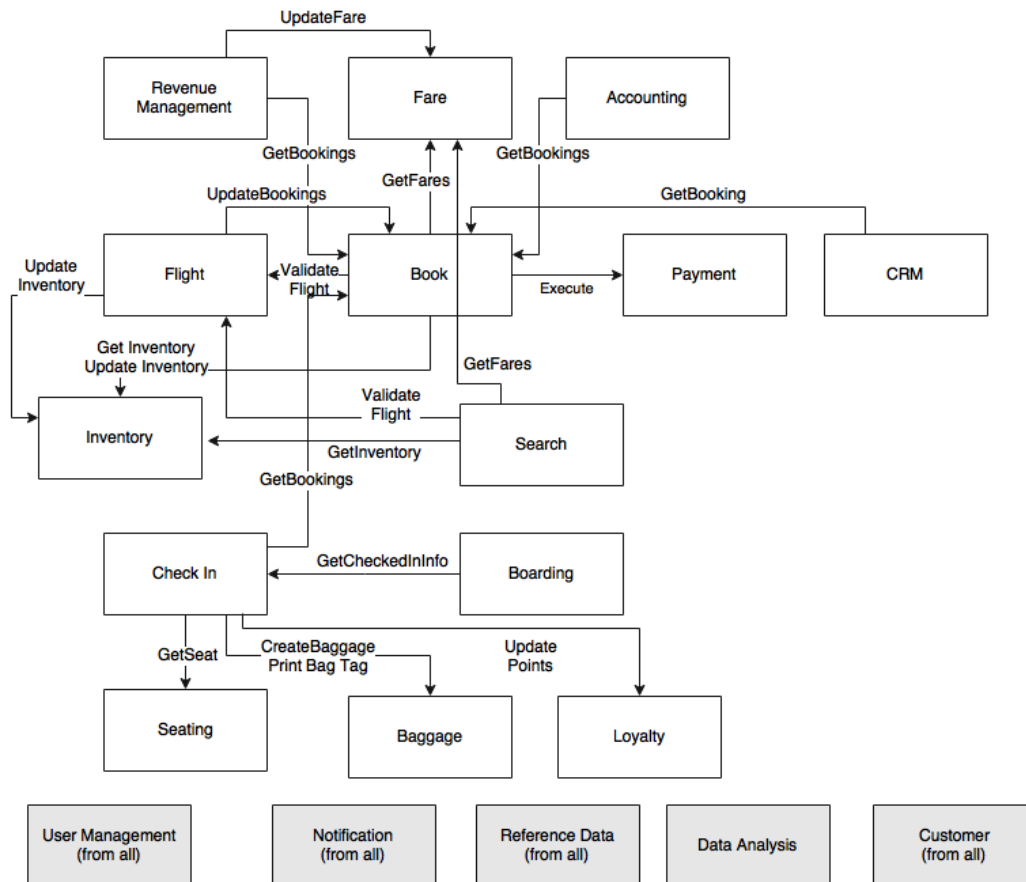 UpdateFare
Revenue
Management
Fare
Accounting
GetBookings
GetBookings
GetFares
UpdateBookings
GetBooking
Update
Inventory
Flight
Validate
Flight
Book
Execute
Payment
CRM
Get Inventory
Update Inventory
GetFares
Validate
Flight
Inventory
Search
GetInventory
GetBookings
Check In
GetCheckedInInfo
Boarding
GetSeat
CreateBaggage
Print Bag Tag
Update
Points
Seating
Baggage
Loyalty
User Management
(from all)
Notification
(from all)
Reference Data
(from all)
Data Analysis
Customer
(from all)